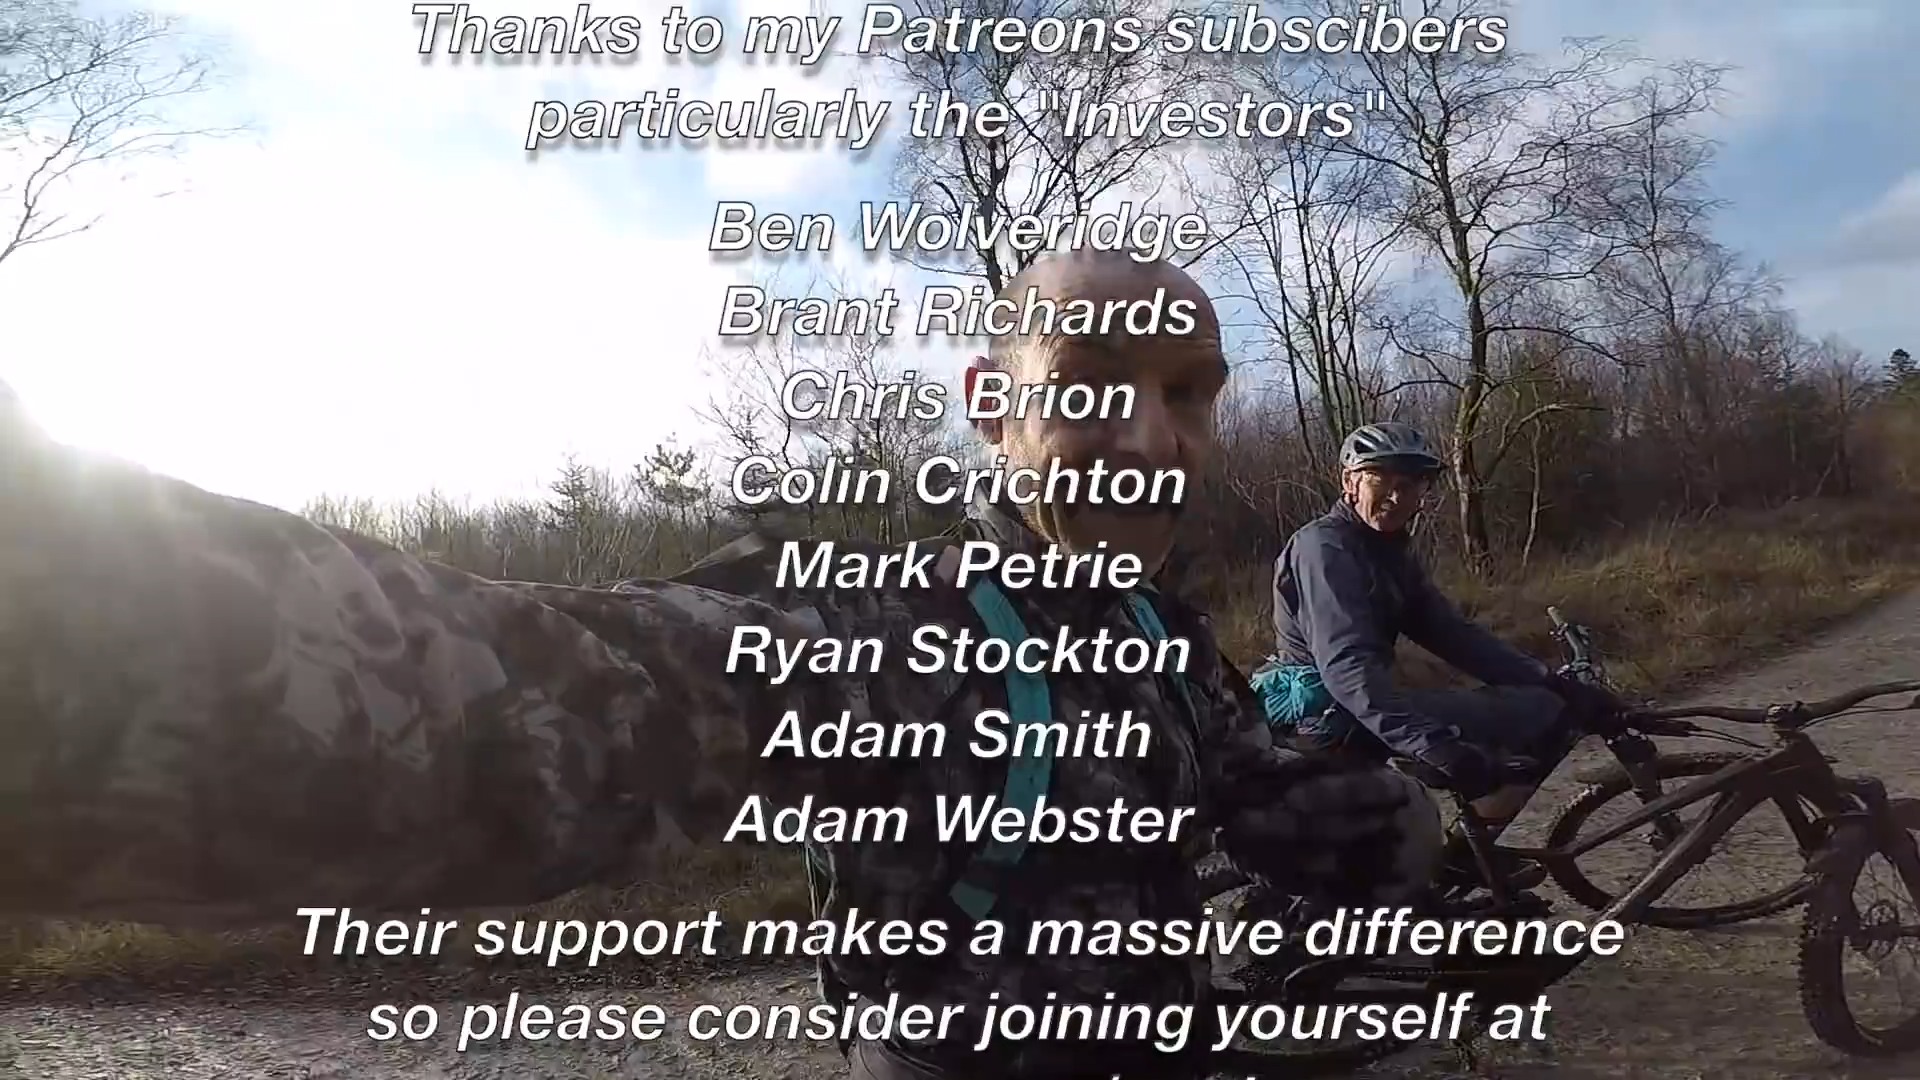 Thanks to my Patreons subscibers
particularly the "Investors"
Ben Wolveridge
Brant Richards
Chris Brion
Colin Crichton
Mark Petrie
Ryan Stockton
Adam Smith
Adam Webster
Their support makes a massive difference
so please consider joining yourself at